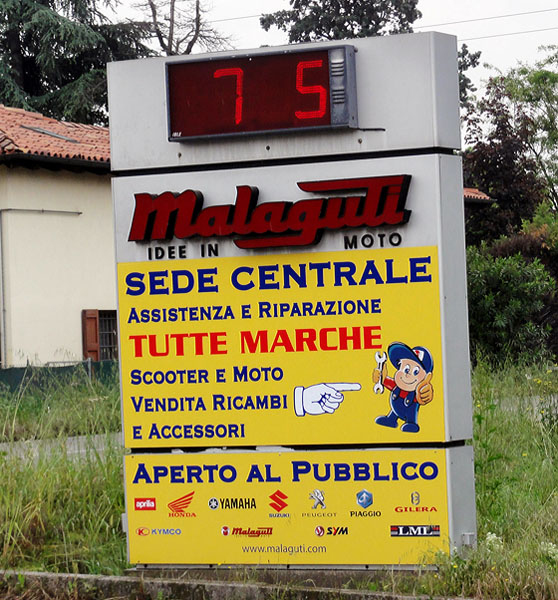 7 5
Malaguti
IDEE IN MOTO
SEDE CENTRALE
ASSISTENZA E RIPARAZIONE
TUTTE MARCHE
SCOOTER E MOTO
VENDITA RICAMBI
E ACCESSORI
APERTO AL PUBBLICO
aprilia HONDA YAMAHA SUZUKI PEUGEOT PIAGGIO GILERA
KYMCO Malaguti SYM LML
www.malaguti.com